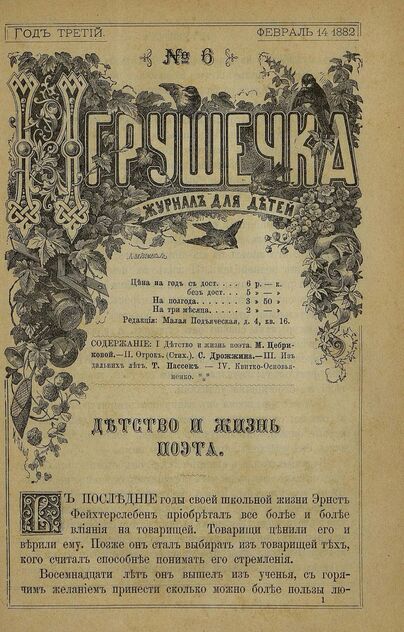 Годъ третій.
Февраль 14 1882
№ 6
Игрушечка
журналъ для дѣтей
Цѣна на годъ съ дост. . . . 6 р. — к.
безъ дост. . 5 » — »
На полгода. . . . . . . . 3 » 50 »
На три мѣсяца. . . . . . 2 » — »
Редакція: Малая Подъяческая, д. 4, кв. 16.
СОДЕРЖАНІЕ: I Дѣтство и жизнь поэта. М. Цебри-
ковой.—II. Отрокъ. (Стих.). С. Дрожжина.—III. Изъ
дальнихъ лѣтъ. Т. Пассекъ. — IV. Квитко-Основья-
ненко.
ДѢТСТВО И ЖИЗНЬ
ПОЭТА.
ВЪ ПОСЛѢДНІЕ годы своей школьной жизни Эрнстъ
Фейхтерслебенъ пріобрѣталъ все болѣе и болѣе
вліянія на товарищей. Товарищи цѣнили его и
вѣрили ему. Позже онъ сталъ выбирать изъ товарищей тѣхъ,
кого считалъ способнѣе понимать его стремленія.
Восемнадцати лѣтъ онъ вышелъ изъ ученья, съ горя-
чимъ желаніемъ принести сколько можно болѣе пользы лю-
1